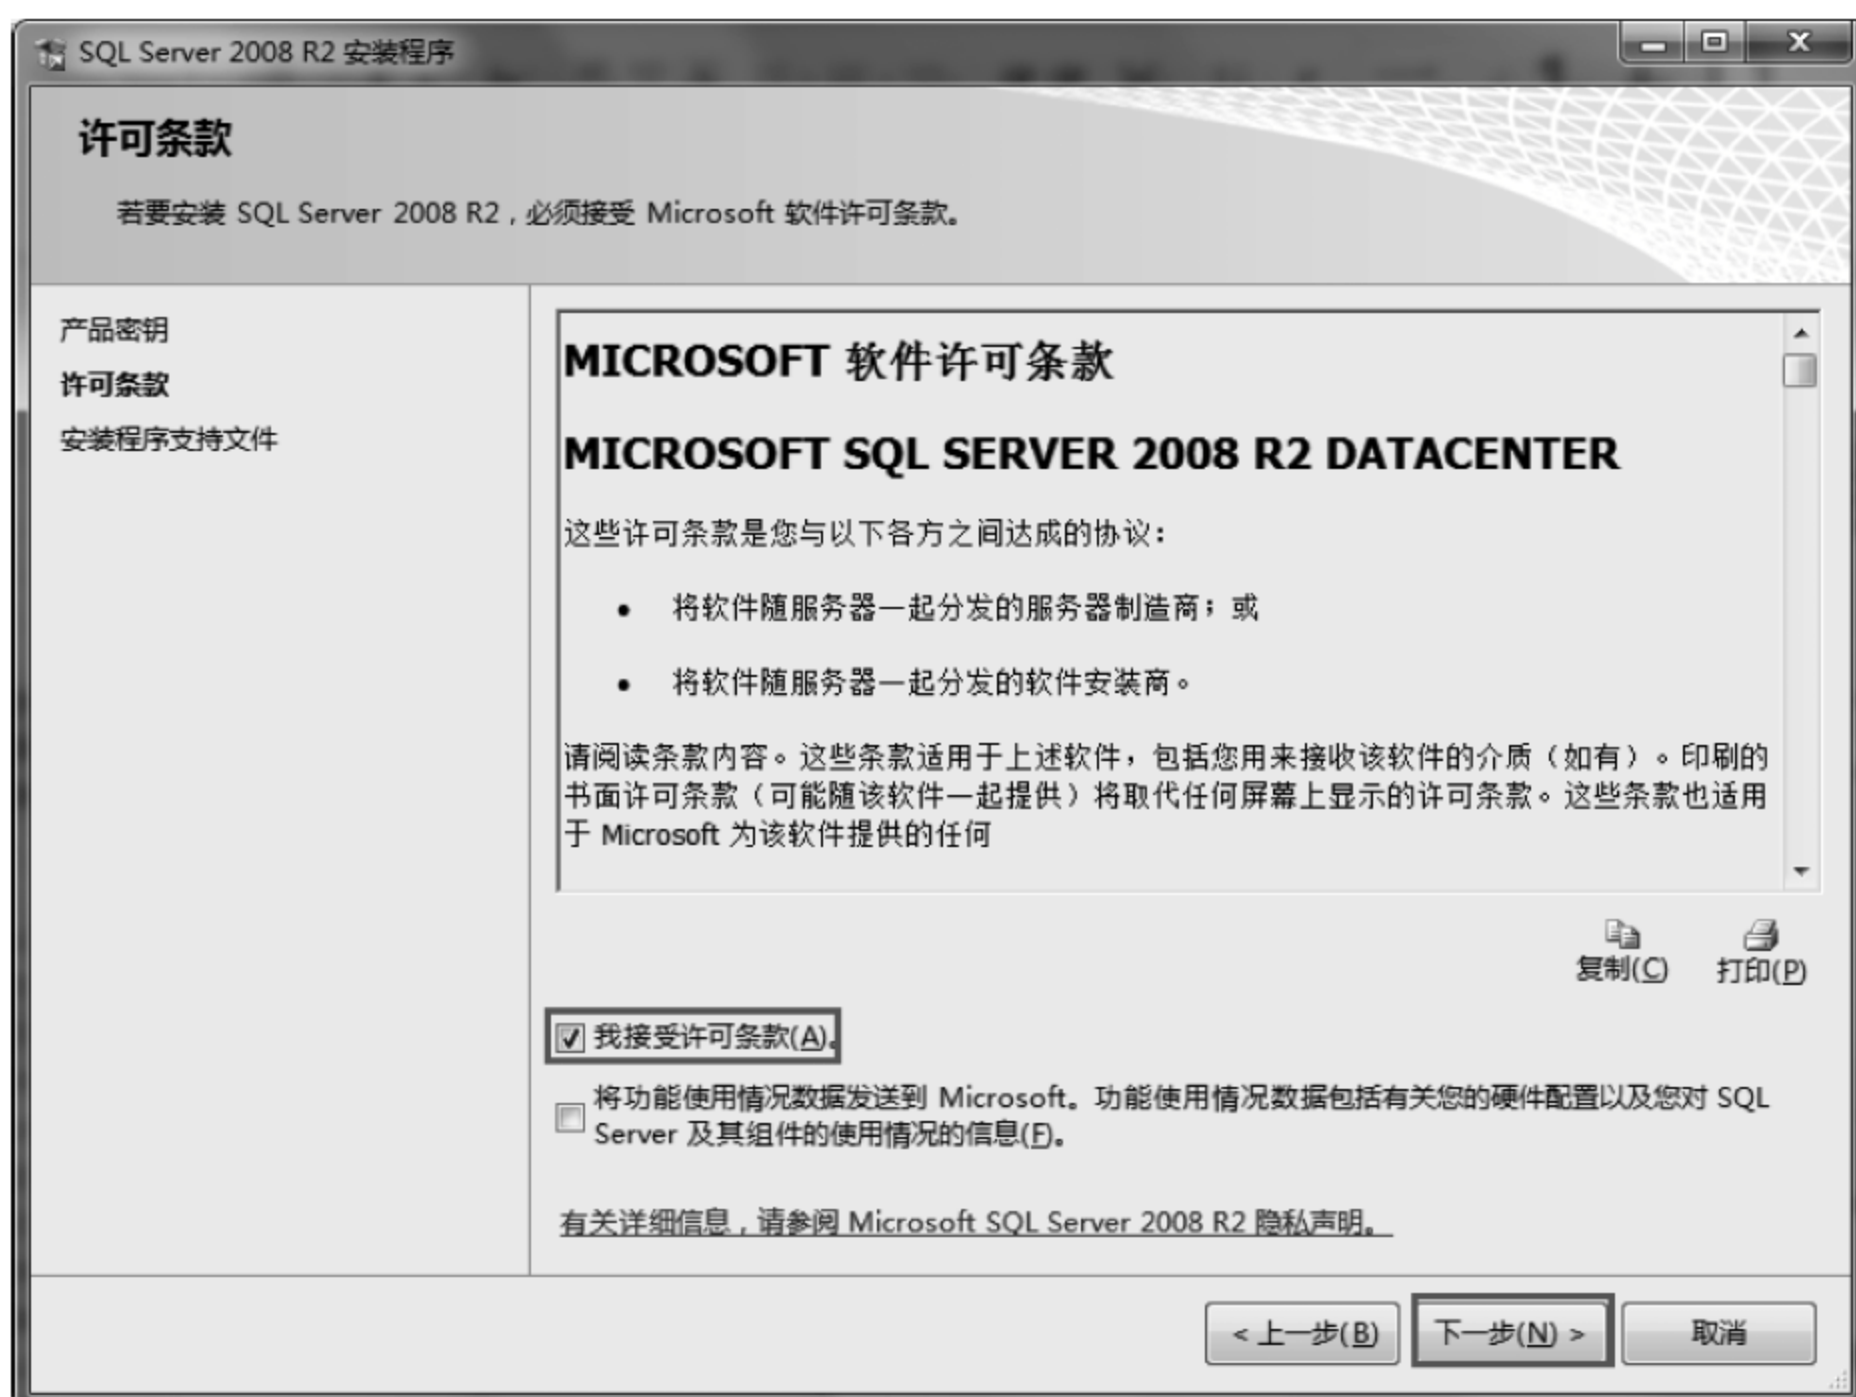 SQL Server 2008 R2 安装程序
许可条款
若要安装 SQL Server 2008 R2，必须接受 Microsoft 软件许可条款。
产品密钥
许可条款
安装程序支持文件
MICROSOFT 软件许可条款
MICROSOFT SQL SERVER 2008 R2 DATACENTER
这些许可条款是您与以下各方之间达成的协议：
• 将软件随服务器一起分发的服务器制造商；或
• 将软件随服务器一起分发的软件安装商。
请阅读条款内容。这些条款适用于上述软件，包括您用来接收该软件的介质（如有）。印刷的
书面许可条款（可能随该软件一起提供）将取代任何屏幕上显示的许可条款。这些条款也适用
于 Microsoft 为该软件提供的任何
复制(C) 打印(P)
我接受许可条款(A)。
将功能使用情况数据发送到 Microsoft。功能使用情况数据包括有关您的硬件配置以及您对 SQL
Server 及其组件的使用情况的信息(F)。
有关详细信息，请参阅 Microsoft SQL Server 2008 R2 隐私声明。
< 上一步(B) 下一步(N) > 取消